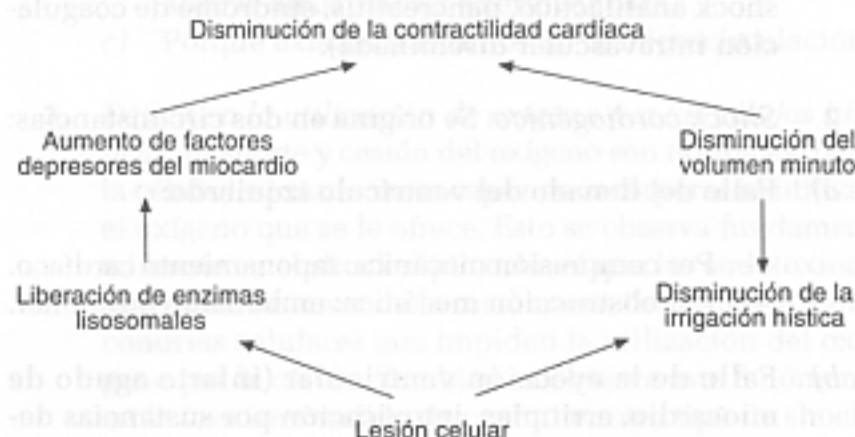 Disminución de la contractilidad cardíaca
Aumento de factores
depresores del miocardio
Disminución del
volumen minuto
Liberación de enzimas
lisosomales
Disminución de la
irrigación hística
Lesión celular